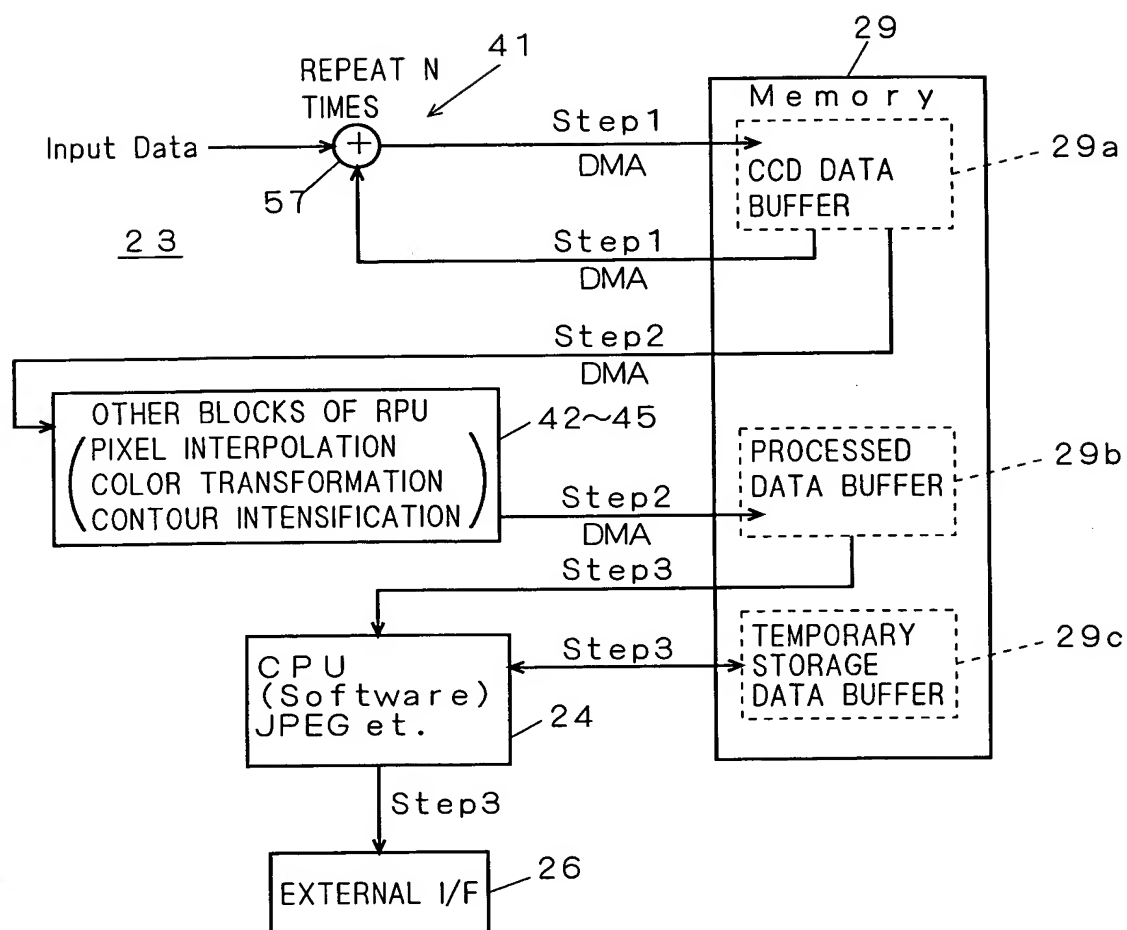 41
29
REPEAT N
TIMES
Memory
Input Data
+
Step1
DMA
CCD DATA
BUFFER
29a
57
23
Step1
DMA
Step2
DMA
OTHER BLOCKS OF RPU
PIXEL INTERPOLATION
COLOR TRANSFORMATION
CONTOUR INTENSIFICATION
42~45
PROCESSED
DATA BUFFER
29b
Step2
DMA
Step3
CPU
(Software)
JPEG et.
24
Step3
TEMPORARY
STORAGE
DATA BUFFER
29c
Step3
EXTERNAL I/F
26